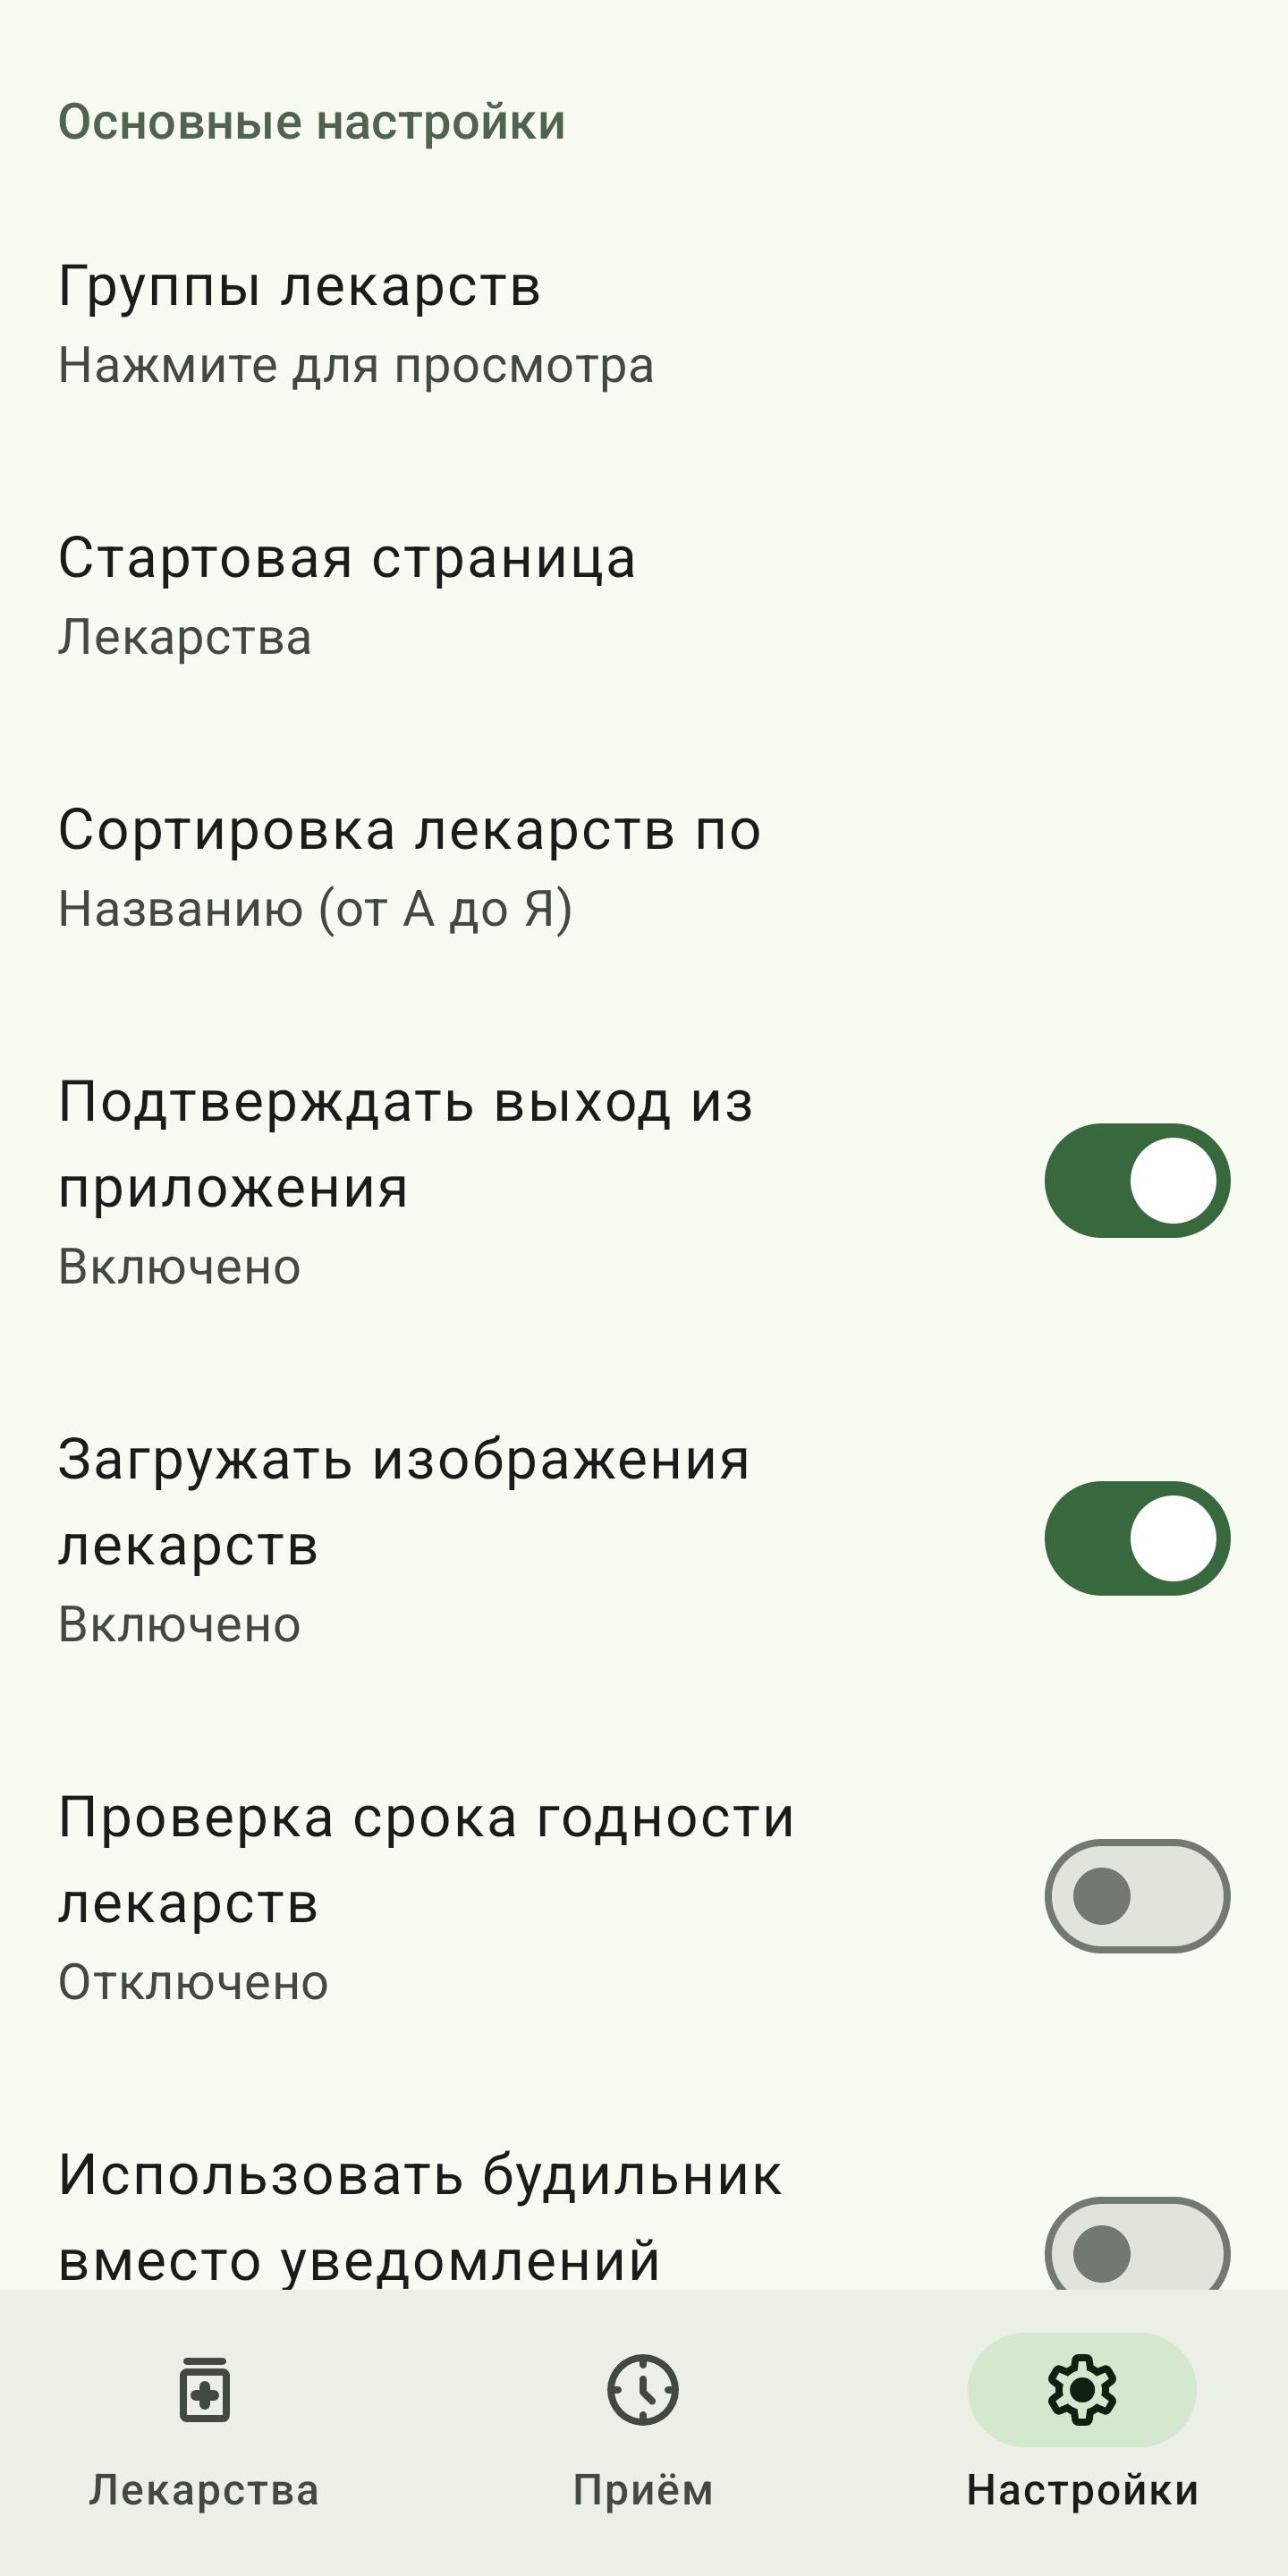 Основные настройки
Группы лекарств
Нажмите для просмотра
Стартовая страница
Лекарства
Сортировка лекарств по
Названию (от А до Я)
Подтверждать выход из
приложения
Включено
Загружать изображения
лекарств
Включено
Проверка срока годности
лекарств
Отключено
Использовать будильник
вместо уведомлений
Лекарства
Приём
Настройки